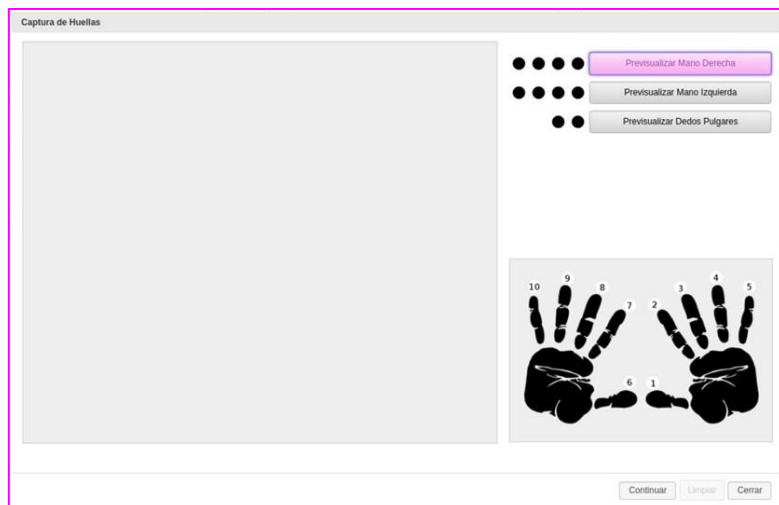 Captura de Huellas
Previsualizar Mano Derecha
Previsualizar Mano Izquierda
Previsualizar Dedos Pulgares
10 9 8 7 2 3 4 5
6 1
Continuar Limpiar Cerrar